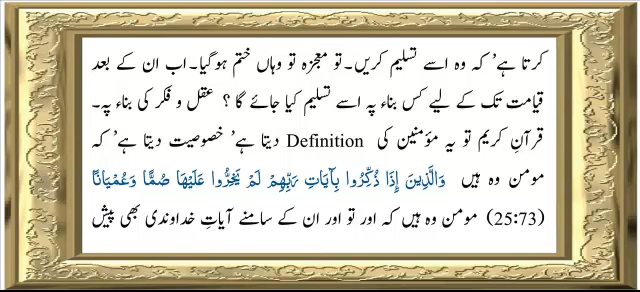 کرتا ہے‘ کہ وہ اسے تسلیم کریں۔تو معجزہ تو وہاں ختم ہوگیا۔اب ان کے بعد
قیامت تک کے لیے کس بناء پہ اسے تسلیم کیا جائے گا ؟ عقل و فکر کی بناء پہ۔
قرآنِ کریم تو یہ مؤمنین کی Definition دیتا ہے‘ خصوصیت دیتا ہے‘ کہ
مومن وہ ہیں وَالَّذِينَ إِذَا ذُكِّرُوا بِآيَاتِ رَبِّهِمْ لَمْ يَخِرُّوا عَلَيْهَا صُمًّا وَعُمْيَانًا
(25:73) مومن وہ ہیں کہ اور تو اور ان کے سامنے آیاتِ خداوندی بھی پیش